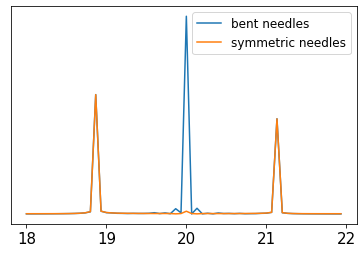 bent needles
symmetric needles
18 19 20 21 22